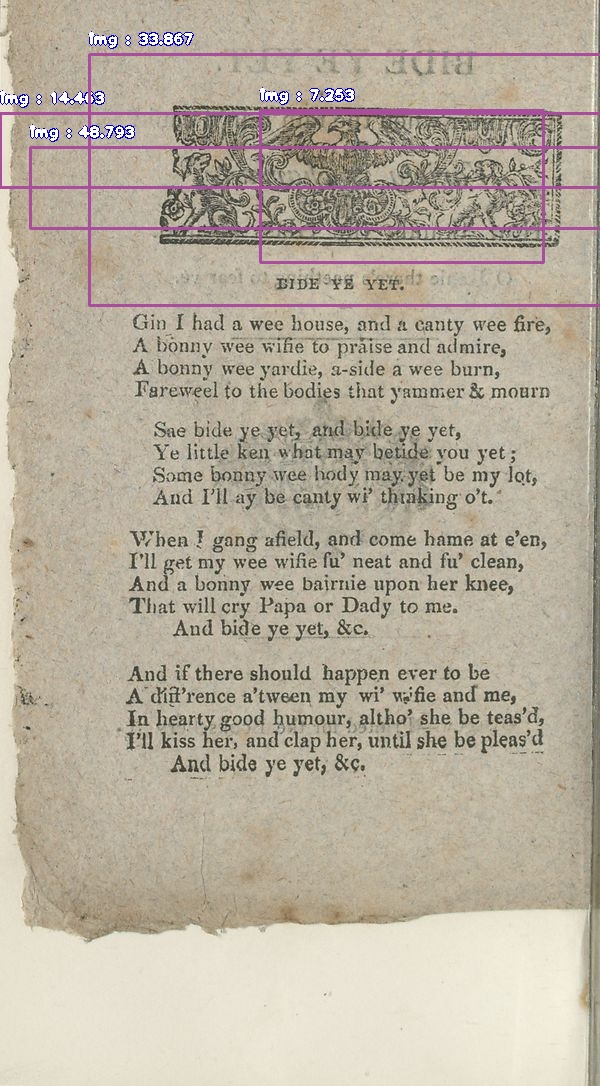 img : 33.867
img : 14.463
img : 7.253
img : 48.793
BIDE YE YET.
Gin I had a wee house, and a canty wee fire,
A bonny wee wifie to praise and admire,
A bonny wee yardie, a-side a wee burn,
Fareweel to the bodies that yammer & mourn
Sae bide ye yet, and bide ye yet,
Ye little ken what may betide you yet ;
Some bonny wee body may yet be my lot,
And I'll ay be canty wi' thinking o't.
When I gang afield, and come hame at e'en,
I'll get my wee wifie fu' neat and fu' clean,
And a bonny wee bairnie upon her knee,
That will cry Papa or Dady to me.
And bide ye yet, &c.
And if there should happen ever to be
A diff'rence a'tween my wi' wifie and me,
In hearty good humour, altho' she be teas'd,
I'll kiss her, and clap her, until she be pleas'd
And bide ye yet, &c.